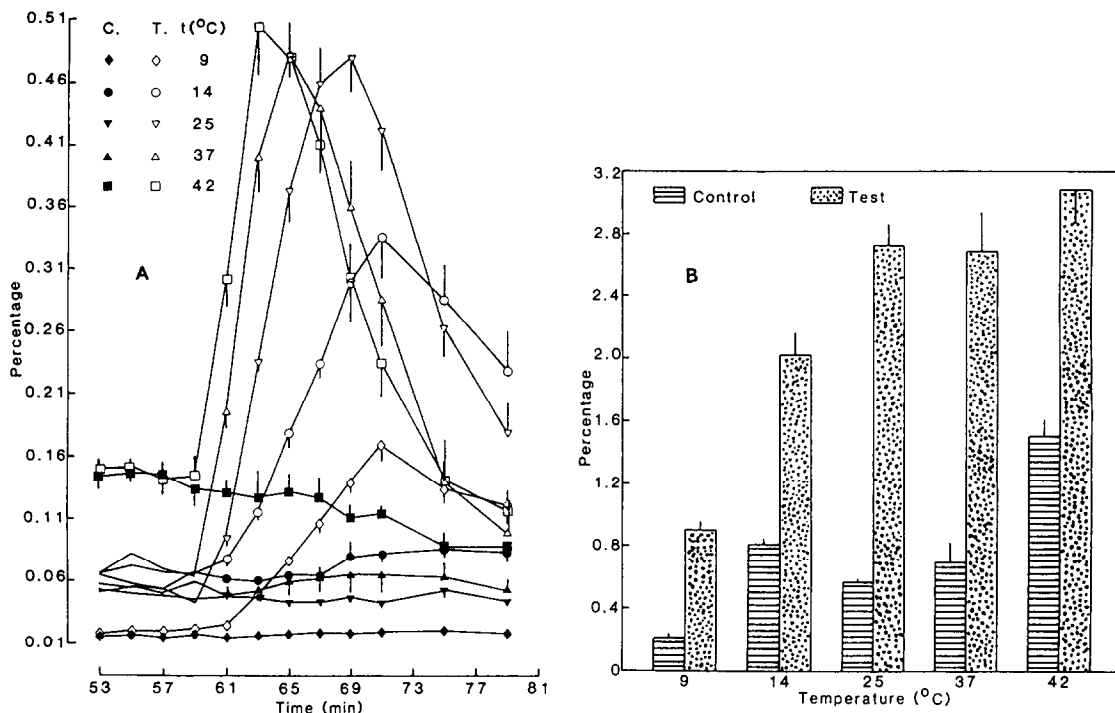 0.51
0.46
0.41
0.36
0.31
0.26
0.21
0.16
0.11
0.06
0.01
Percentage
C. T. t(°C)
9
14
25
37
42
A
53 57 61 65 69 73 77 81
Time (min)
3.2
2.8
2.4
2.0
1.6
1.2
0.8
0.4
0
Percentage
Control Test
B
9 14 25 37 42
Temperature (°C)